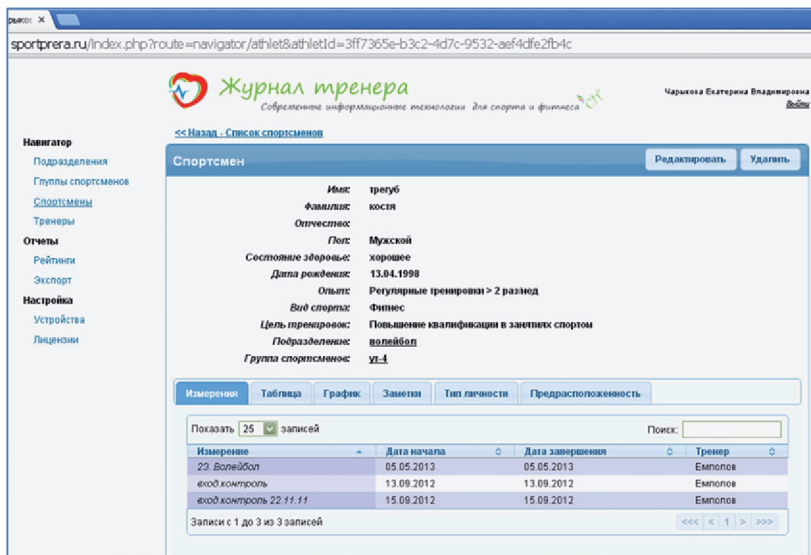 рыкос ×
sportprera.ru/index.php?route=navigator/athlet&athletId=3ff7365e-b3c2-4d7c-9532-aef4dfe2fb4c
Журнал тренера
Современные информационные технологии для спорта и фитнеса
Чарыкова Екатерина Владимировна
Выйти
<< Назад - Список спортсменов
Навигатор
Подразделения
Группы спортсменов
Спортсмены
Тренеры
Отчеты
Рейтинги
Экспорт
Настройка
Устройства
Лицензии
Спортсмен Редактировать Удалить
Имя: трегуб
Фамилия: костя
Отчество:
Пол: Мужской
Состояние здоровье: хорошее
Дата рождения: 13.04.1998
Опыт: Регулярные тренировки > 2 раз/нед
Вид спорта: Фитнес
Цель тренировок: Повышение квалификации в занятиях спортом
Подразделение: волейбол
Группа спортсменов: ут-4
Измерения Таблица График Заметки Тип личности Предрасположенность
Показать 25 записей Поиск:
Измерение Дата начала Дата завершения Тренер
23. Волейбол 05.05.2013 05.05.2013 Емполов
вход.контроль 13.09.2012 13.09.2012 Емполов
вход.контроль 22.11.11 15.09.2012 15.09.2012 Емполов
Записи с 1 до 3 из 3 записей <<< < 1 > >>>